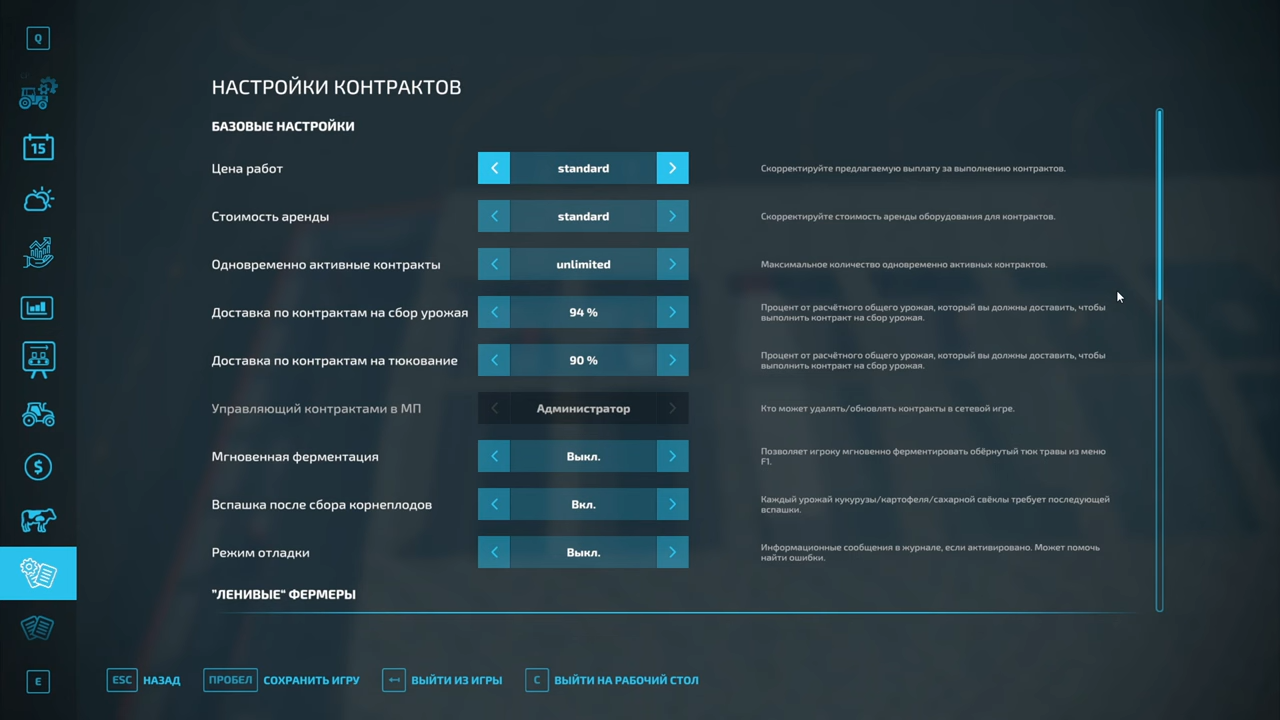 Q
НАСТРОЙКИ КОНТРАКТОВ
БАЗОВЫЕ НАСТРОЙКИ
Цена работ
standard
Скорректируйте предлагаемую выплату за выполнению контрактов.
15
Стоимость аренды
standard
Скорректируйте стоимость аренды оборудования для контрактов.
Одновременно активные контракты
unlimited
Максимальное количество одновременно активных контрактов.
Доставка по контрактам на сбор урожая
94 %
Процент от расчётного общего урожая, который вы должны доставить, чтобы
выполнить контракт на сбор урожая.
Доставка по контрактам на тюкование
90 %
Процент от расчётного общего урожая, который вы должны доставить, чтобы
выполнить контракт на сбор урожая.
Управляющий контрактами в МП
Администратор
Кто может удалять/обновлять контракты в сетевой игре.
Мгновенная ферментация
Выкл.
Позволяет игроку мгновенно ферментировать обёрнутый тюк травы из меню
F1.
$
Вспашка после сбора корнеплодов
Вкл.
Каждый урожай кукурузы/картофеля/сахарной свёклы требует последующей
вспашки.
Режим отладки
Выкл.
Информационные сообщения в журнале, если активировано. Может помочь
найти ошибки.
"ЛЕНИВЫЕ" ФЕРМЕРЫ
E
ESC НАЗАД
ПРОБЕЛ СОХРАНИТЬ ИГРУ
ВЫЙТИ ИЗ ИГРЫ
C ВЫЙТИ НА РАБОЧИЙ СТОЛ